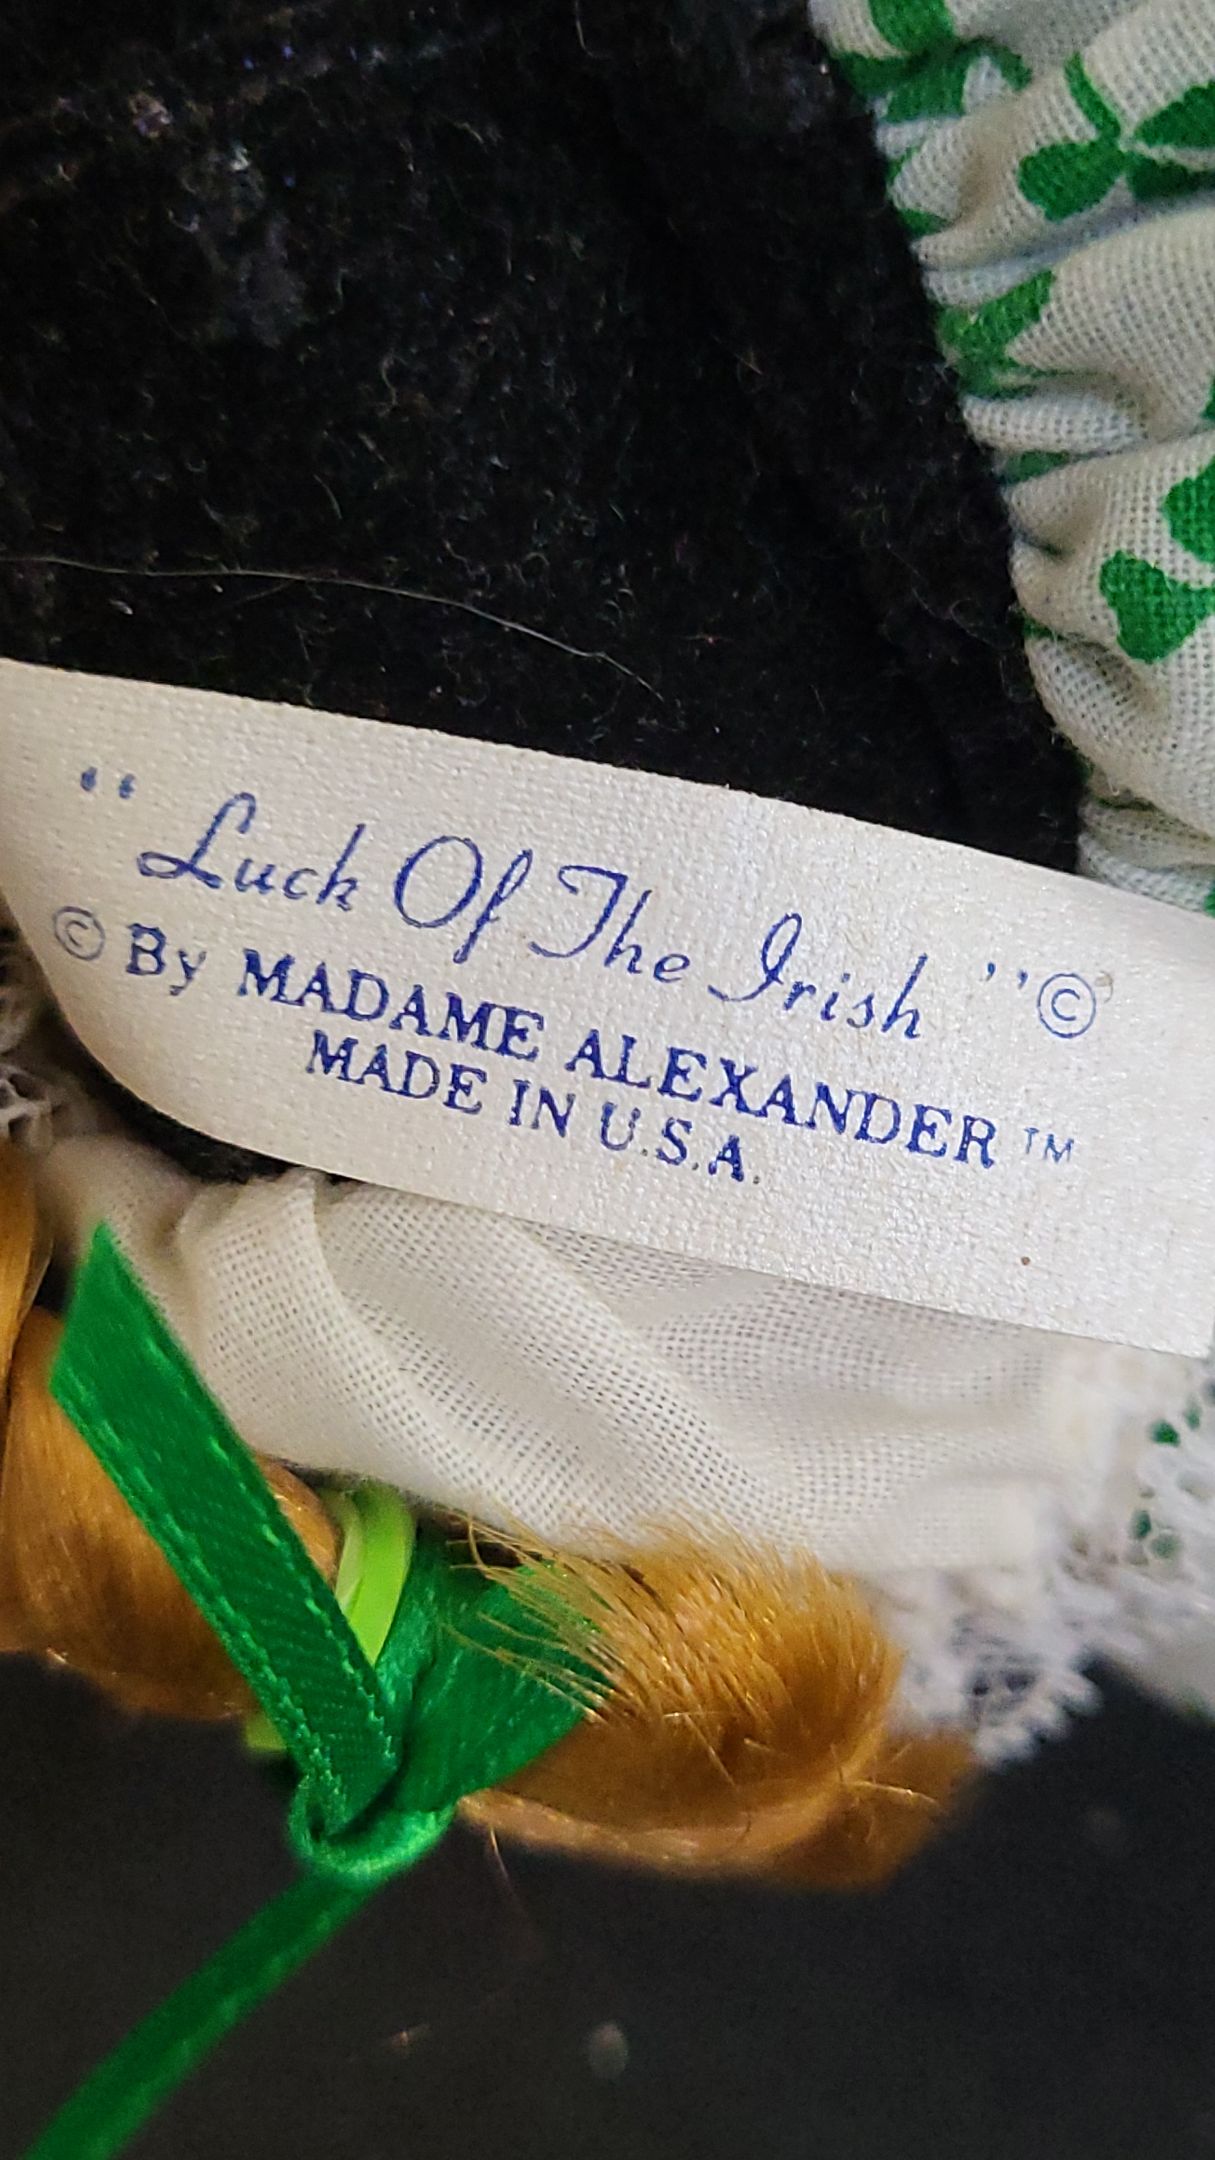 “Luck Of The Irish”©
© By MADAME ALEXANDER™
MADE IN U.S.A.